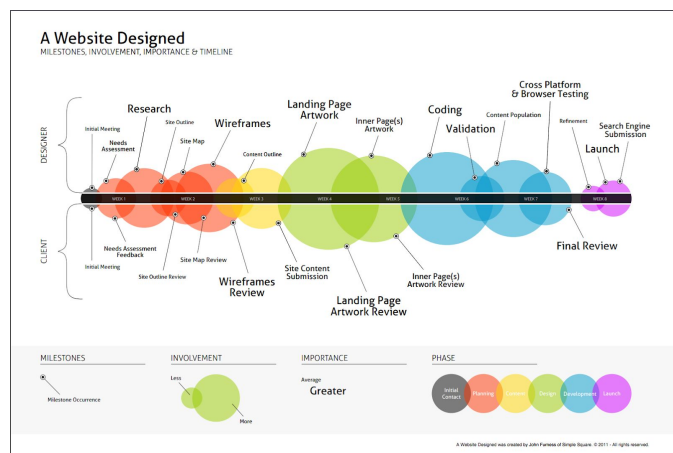 A Website Designed
MILESTONES, INVOLVEMENT, IMPORTANCE & TIMELINE
DESIGNER
Initial Meeting
Needs
Assessment
Research
Site Outline
Site Map
Wireframes
Content Outline
Landing Page
Artwork
Inner Page(s)
Artwork
Coding
Validation
Content Population
Cross Platform
& Browser Testing
Refinement
Launch
Search Engine
Submission
WEEK 1
WEEK 2
WEEK 3
WEEK 4
WEEK 5
WEEK 6
WEEK 7
WEEK 8
CLIENT
Initial Meeting
Needs Assessment
Feedback
Site Outline Review
Site Map Review
Wireframes
Review
Site Content
Submission
Landing Page
Artwork Review
Inner Page(s)
Artwork Review
Final Review
MILESTONES
Milestone Occurrence
INVOLVEMENT
Less
More
IMPORTANCE
Average
Greater
PHASE
Initial
Contact
Planning
Content
Design
Development
Launch
A Website Designed was created by John Furness of Simple Square. © 2011 - All rights reserved.